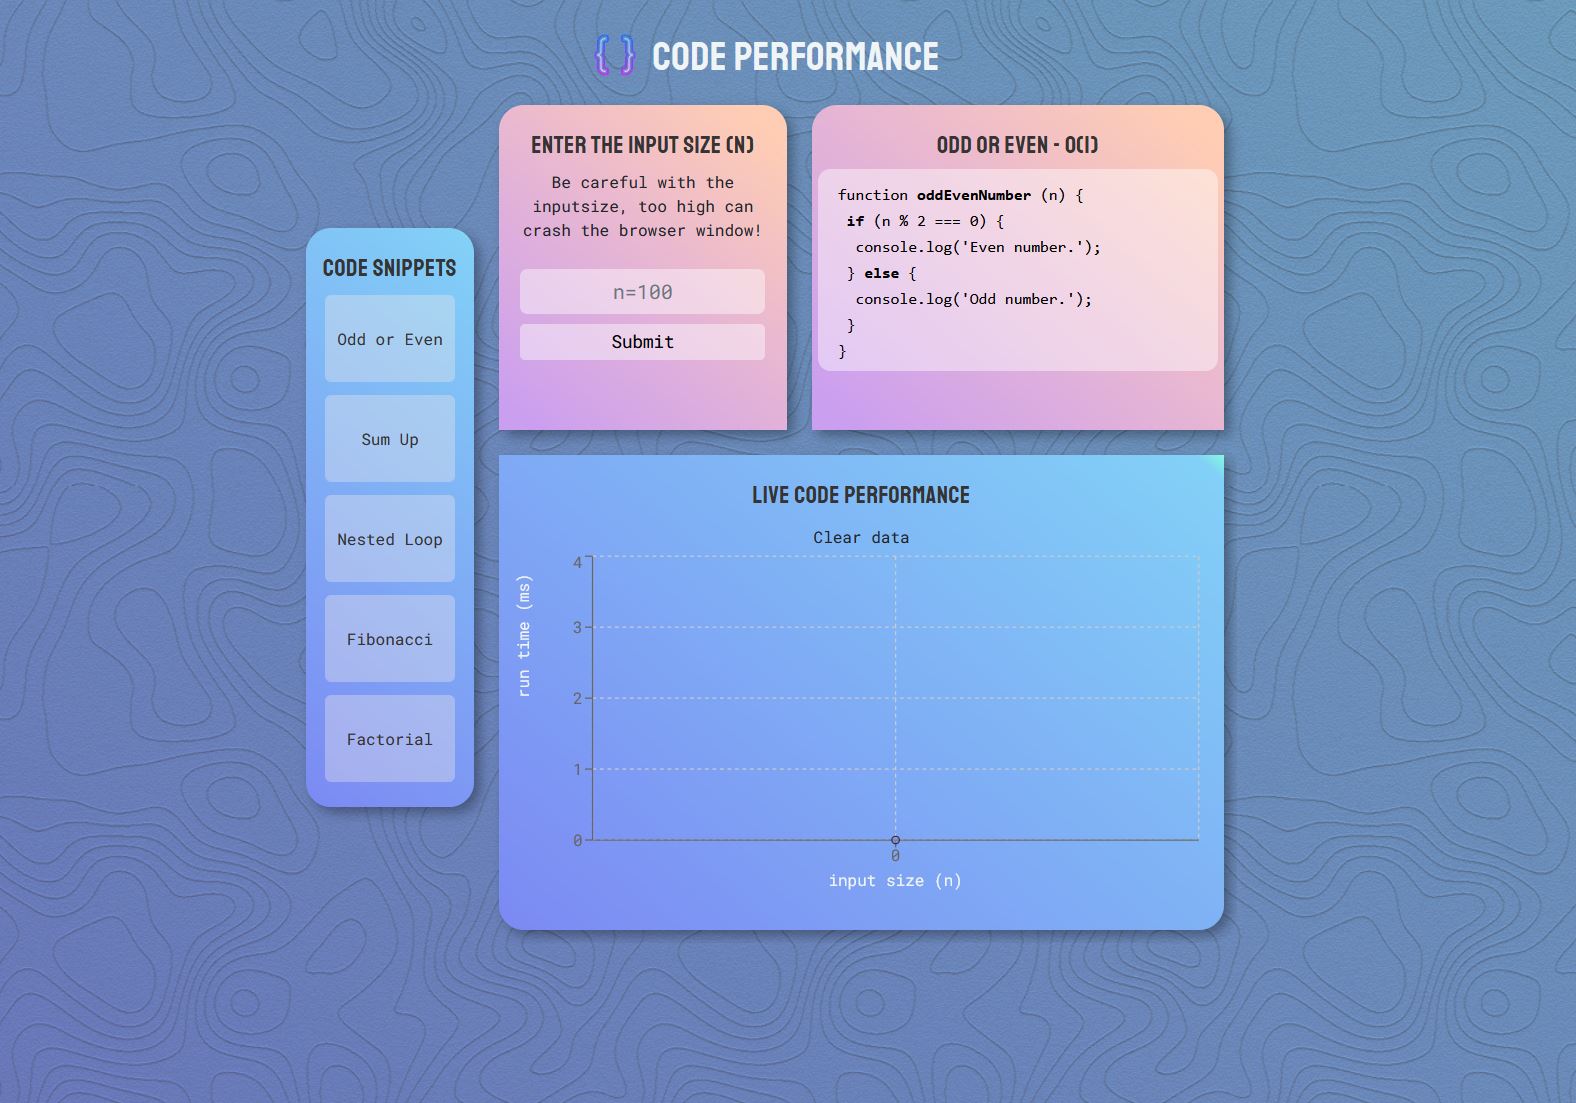 { } CODE PERFORMANCE
ENTER THE INPUT SIZE (N)
Be careful with the
inputsize, too high can
crash the browser window!
n=100
Submit
ODD OR EVEN - O(1)
function oddEvenNumber (n) {
if (n % 2 === 0) {
console.log('Even number.');
} else {
console.log('Odd number.');
}
}
CODE SNIPPETS
Odd or Even
Sum Up
Nested Loop
Fibonacci
Factorial
LIVE CODE PERFORMANCE
Clear data
run time (ms)
4
3
2
1
0
0
input size (n)